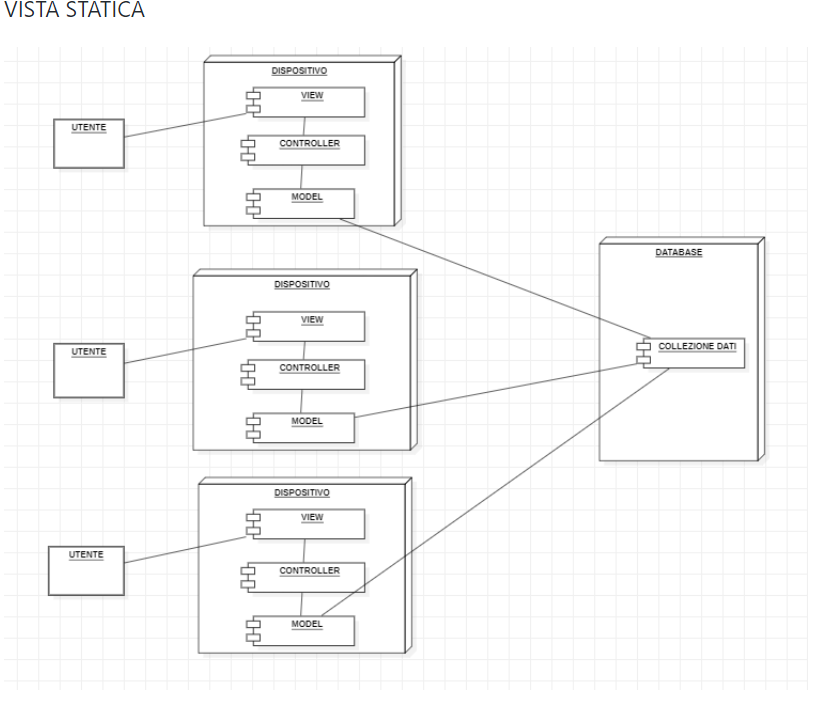 VISTA STATICA
DISPOSITIVO
VIEW
UTENTE
CONTROLLER
MODEL
DATABASE
DISPOSITIVO
VIEW
UTENTE
COLLEZIONE DATI
CONTROLLER
MODEL
DISPOSITIVO
VIEW
UTENTE
CONTROLLER
MODEL